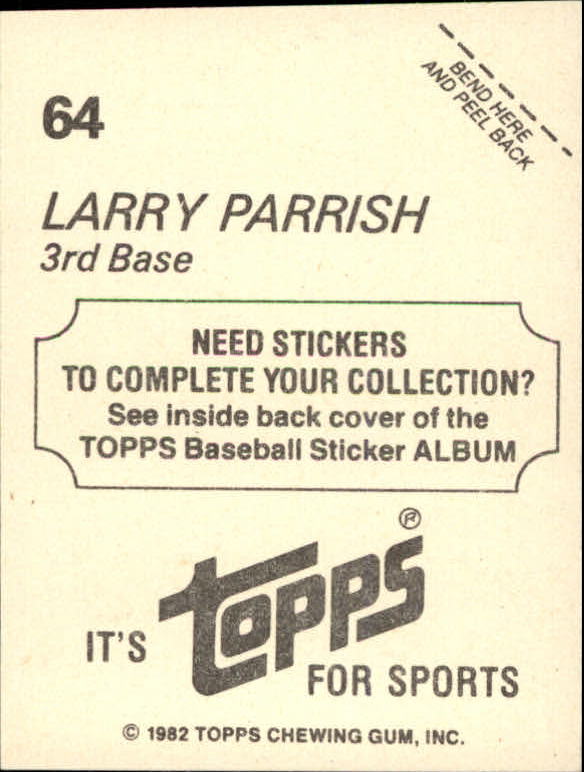 BEND HERE
AND PEEL BACK
64
LARRY PARRISH
3rd Base
NEED STICKERS
TO COMPLETE YOUR COLLECTION?
See inside back cover of the
TOPPS Baseball Sticker ALBUM
IT'S topps®
FOR SPORTS
© 1982 TOPPS CHEWING GUM, INC.